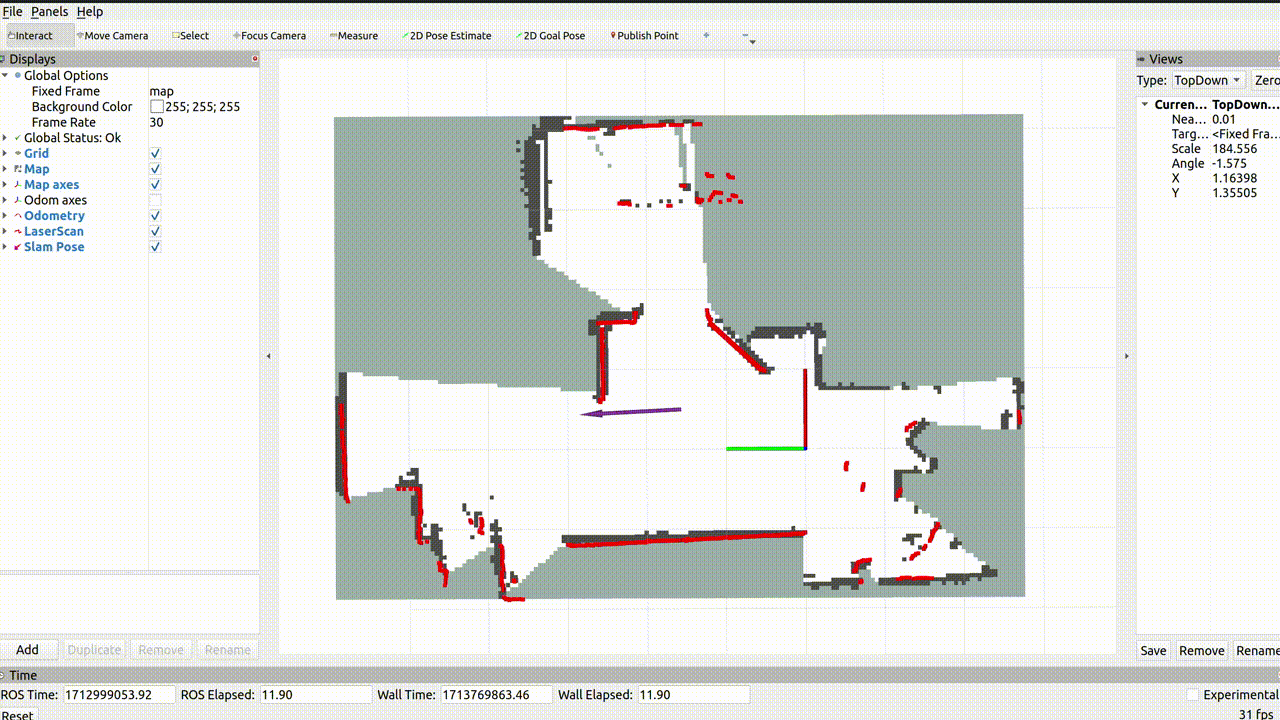 File Panels Help
Interact Move Camera Select Focus Camera Measure 2D Pose Estimate 2D Goal Pose Publish Point
Displays
Global Options
Fixed Frame map
Background Color 255; 255; 255
Frame Rate 30
Global Status: Ok
Grid
Map
Map axes
Odom axes
Odometry
LaserScan
Slam Pose
Add Duplicate Remove Rename
Views
Type: TopDown Zero
Curren... TopDown...
Nea... 0.01
Targ... <Fixed Fra...
Scale 184.556
Angle -1.575
X 1.16398
Y 1.35505
Save Remove Rename
Time
ROS Time: 1712999053.92 ROS Elapsed: 11.90 Wall Time: 1713769863.46 Wall Elapsed: 11.90 Experimental
Reset 31 fps